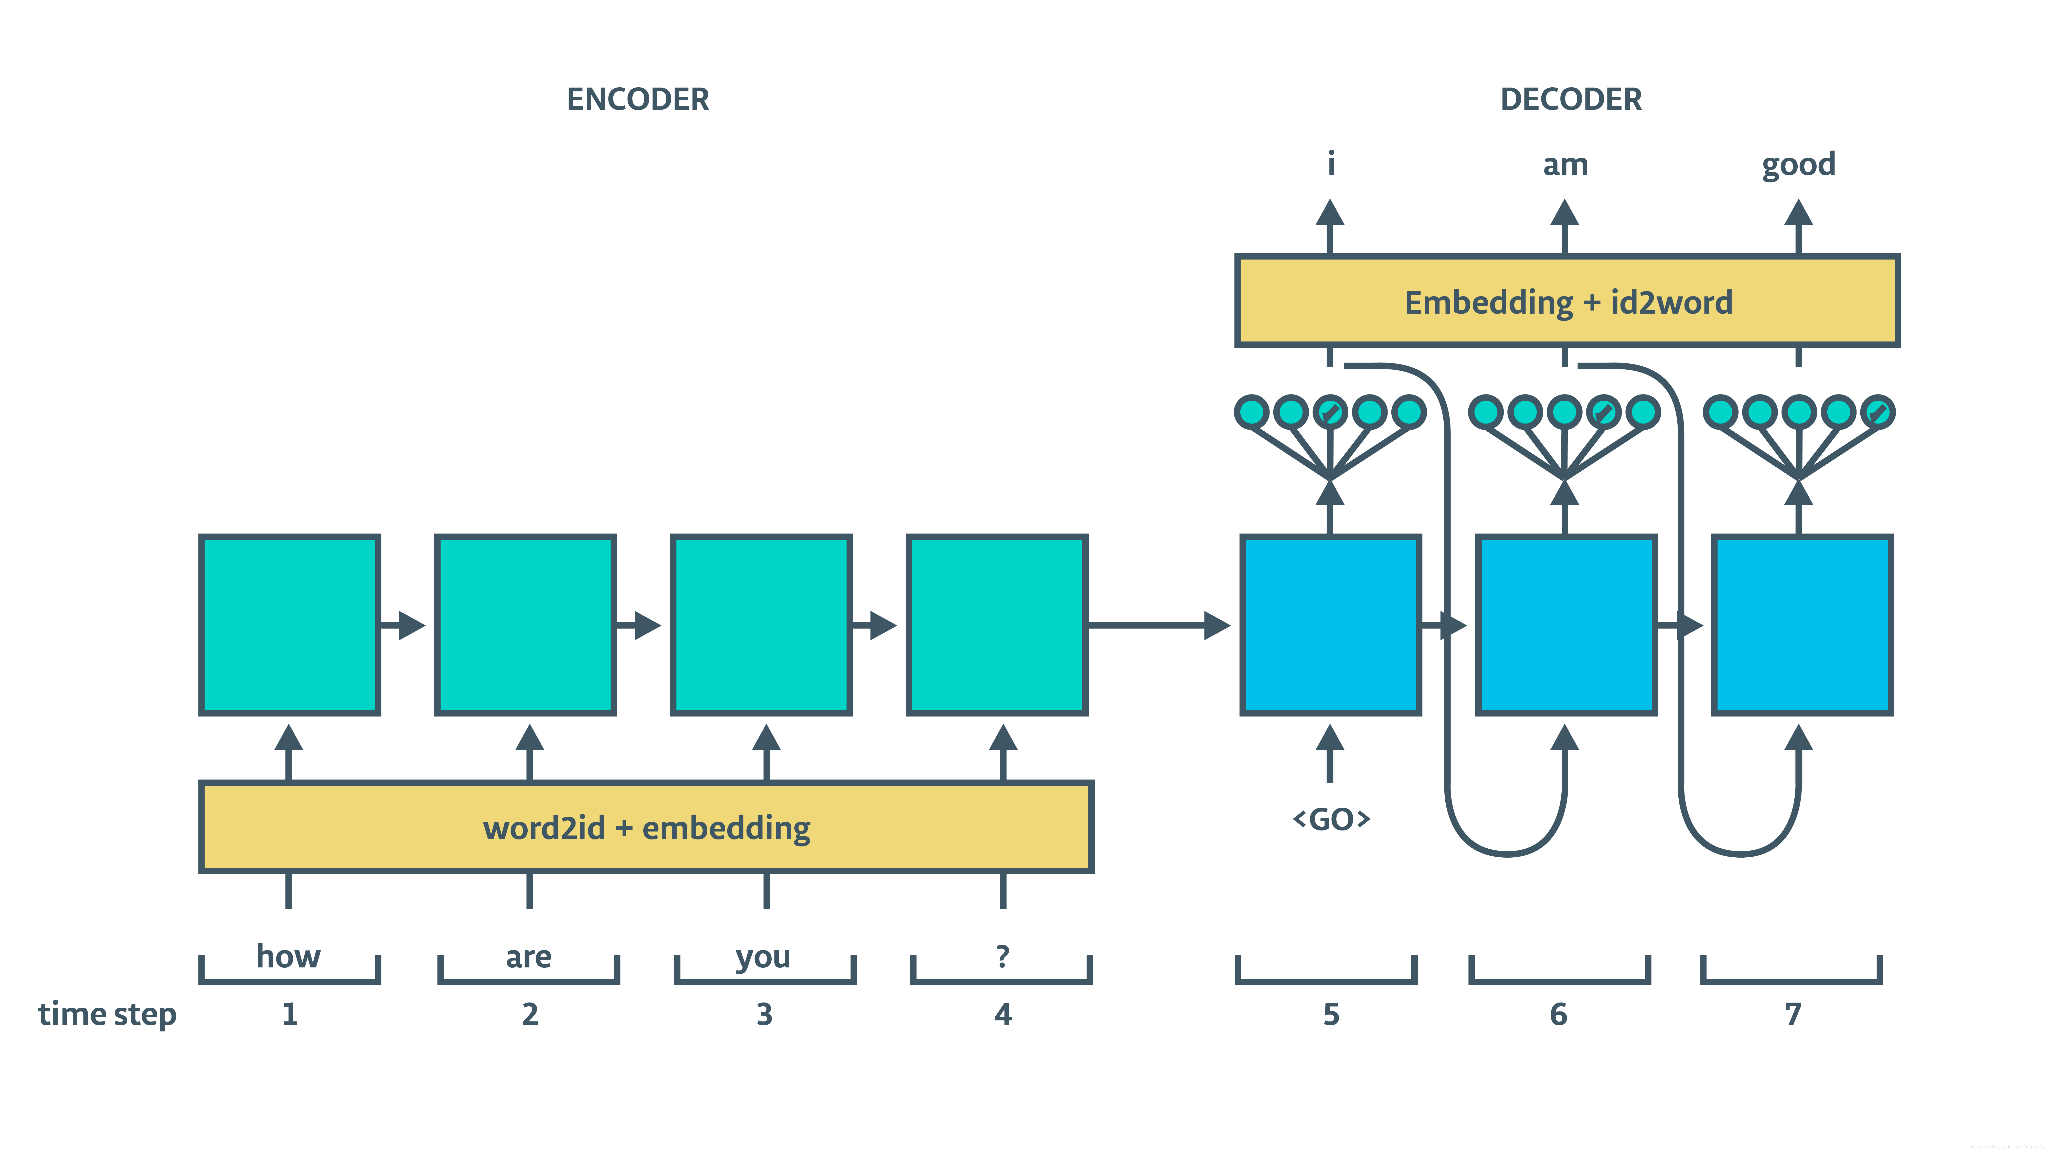 ENCODER
DECODER
i am good
Embedding + id2word
word2id + embedding
<GO>
how are you ?
time step 1 2 3 4 5 6 7